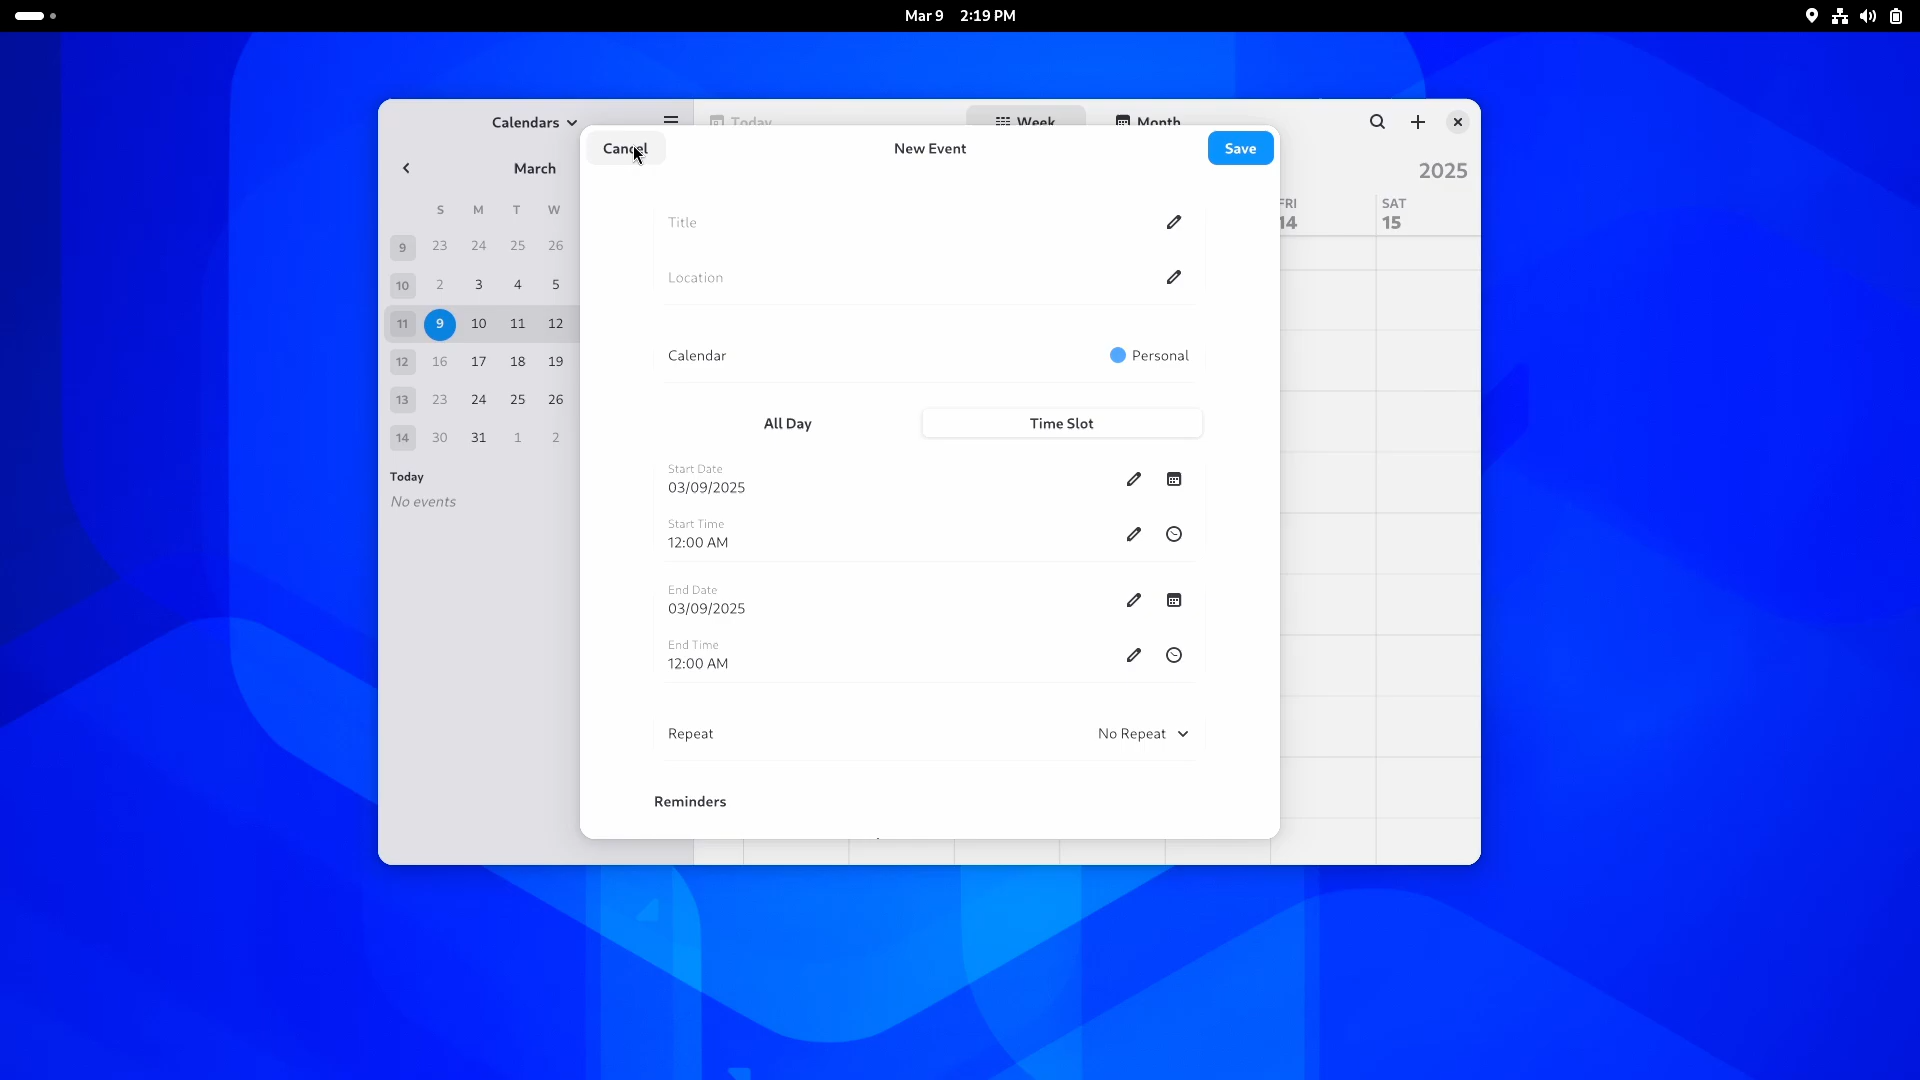 Mar 9 2:19 PM
Calendars
Today
Week
Month
Cancel
New Event
Save
March
2025
S M T W
FRI
14
SAT
15
9 23 24 25 26
10 2 3 4 5
11 9 10 11 12
12 16 17 18 19
13 23 24 25 26
14 30 31 1 2
Today
No events
Title
Location
Calendar
Personal
All Day
Time Slot
Start Date
03/09/2025
Start Time
12:00 AM
End Date
03/09/2025
End Time
12:00 AM
Repeat
No Repeat
Reminders